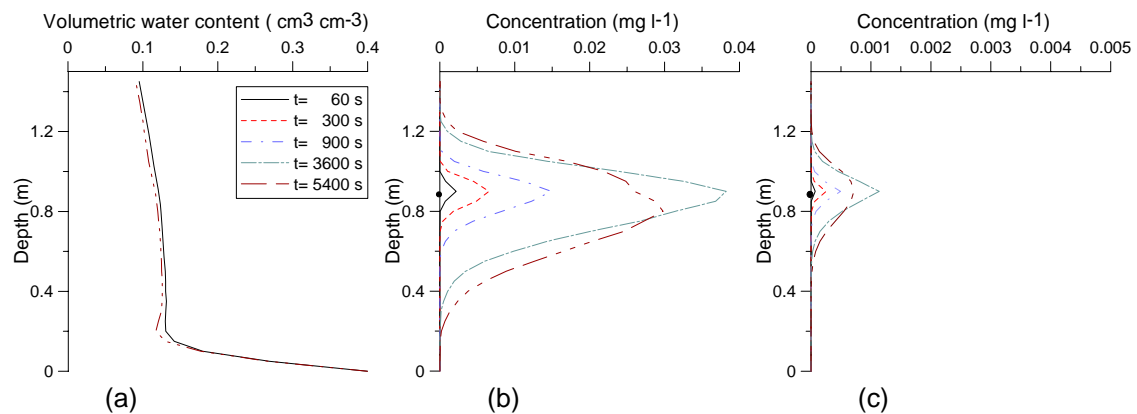 Volumetric water content ( cm3 cm-3)
0 0.1 0.2 0.3 0.4
Depth (m)
1.2
0.8
0.4
0
t= 60 s
t= 300 s
t= 900 s
t= 3600 s
t= 5400 s
(a)
Concentration (mg l-1)
0 0.01 0.02 0.03 0.04
Depth (m)
1.2
0.8
0.4
0
(b)
Concentration (mg l-1)
0 0.001 0.002 0.003 0.004 0.005
Depth (m)
1.2
0.8
0.4
0
(c)